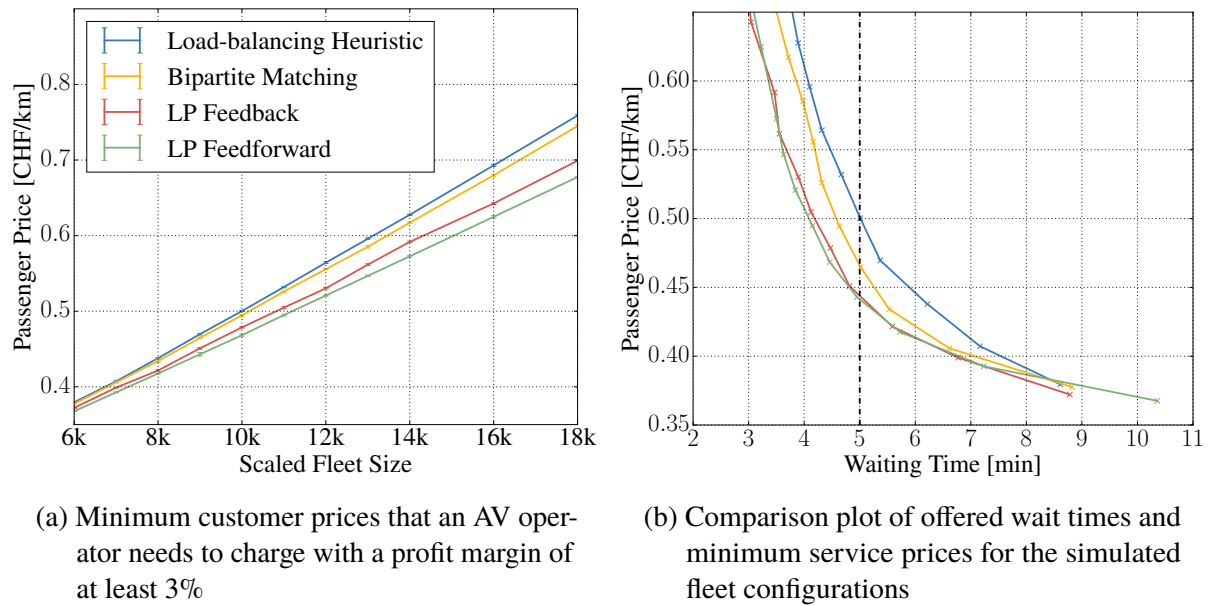 Load-balancing Heuristic
Bipartite Matching
LP Feedback
LP Feedforward
Passenger Price [CHF/km]
0.8
0.7
0.6
0.5
0.4
6k 8k 10k 12k 14k 16k 18k
Scaled Fleet Size
(a) Minimum customer prices that an AV oper-
ator needs to charge with a profit margin of
at least 3%
Passenger Price [CHF/km]
0.60
0.55
0.50
0.45
0.40
0.35
2 3 4 5 6 7 8 9 10 11
Waiting Time [min]
(b) Comparison plot of offered wait times and
minimum service prices for the simulated
fleet configurations